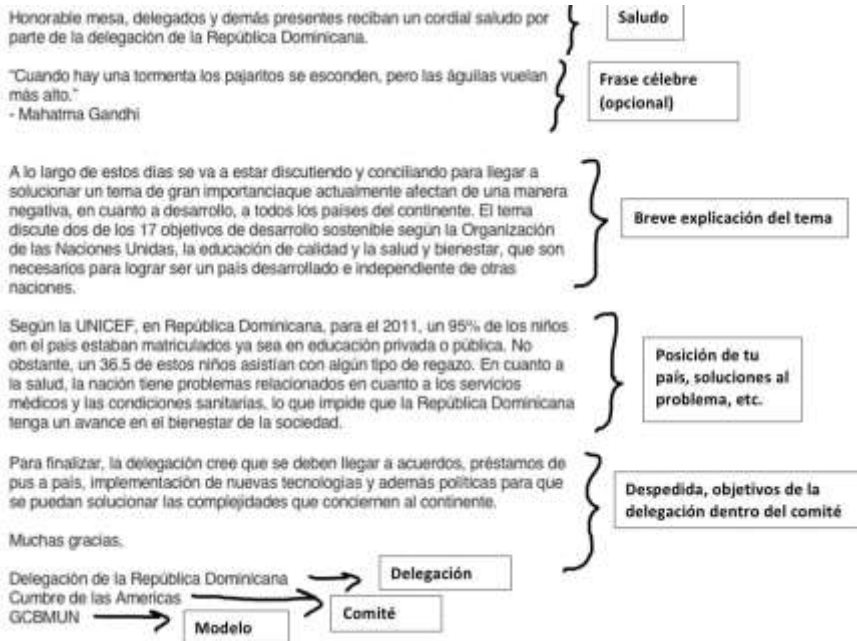 Honorable mesa, delegados y demás presentes reciban un cordial saludo por
parte de la delegación de la República Dominicana.
Saludo
"Cuando hay una tormenta los pajaritos se esconden, pero las águilas vuelan
más alto."
- Mahatma Gandhi
Frase célebre
(opcional)
A lo largo de estos días se va a estar discutiendo y conciliando para llegar a
solucionar un tema de gran importanciaque actualmente afectan de una manera
negativa, en cuanto a desarrollo, a todos los países del continente. El tema
discute dos de los 17 objetivos de desarrollo sostenible según la Organización
de las Naciones Unidas, la educación de calidad y la salud y bienestar, que son
necesarios para lograr ser un país desarrollado e independiente de otras
naciones.
Breve explicación del tema
Según la UNICEF, en República Dominicana, para el 2011, un 95% de los niños
en el país estaban matriculados ya sea en educación privada o pública. No
obstante, un 36.5 de estos niños asistían con algún tipo de regazo. En cuanto a
la salud, la nación tiene problemas relacionados en cuanto a los servicios
médicos y las condiciones sanitarias, lo que impide que la República Dominicana
tenga un avance en el bienestar de la sociedad.
Posición de tu
país, soluciones al
problema, etc.
Para finalizar, la delegación cree que se deben llegar a acuerdos, préstamos de
pus a país, implementación de nuevas tecnologías y además políticas para que
se puedan solucionar las complejidades que conciernen al continente.
Despedida, objetivos de la
delegación dentro del comité
Muchas gracias,
Delegación de la República Dominicana
Delegación
Cumbre de las Americas
Comité
GCBMUN
Modelo